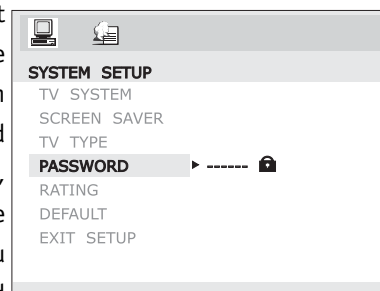 SYSTEM SETUP
TV SYSTEM
SCREEN SAVER
TV TYPE
PASSWORD ------
RATING
DEFAULT
EXIT SETUP